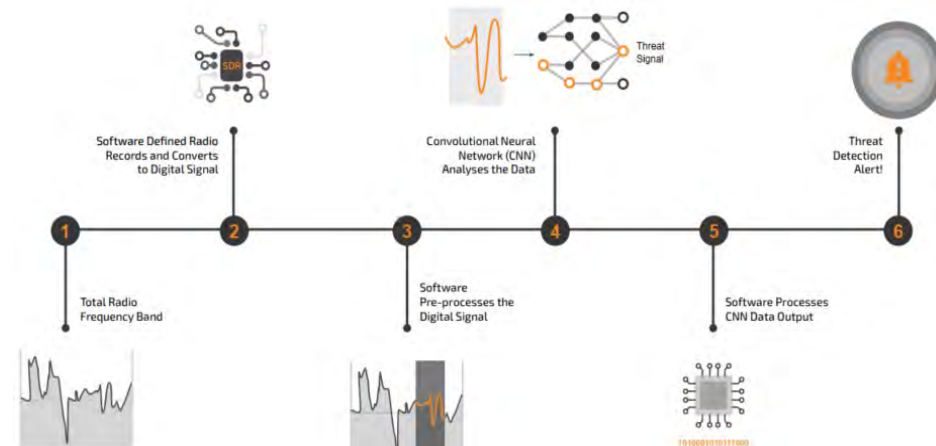 SDR
Threat
Signal
Software Defined Radio
Records and Converts
to Digital Signal
Convolutional Neural
Network (CNN)
Analyses the Data
Threat
Detection
Alert!
1
2
3
4
5
6
Total Radio
Frequency Band
Software
Pre-processes the
Digital Signal
Software Processes
CNN Data Output
1010001010111000